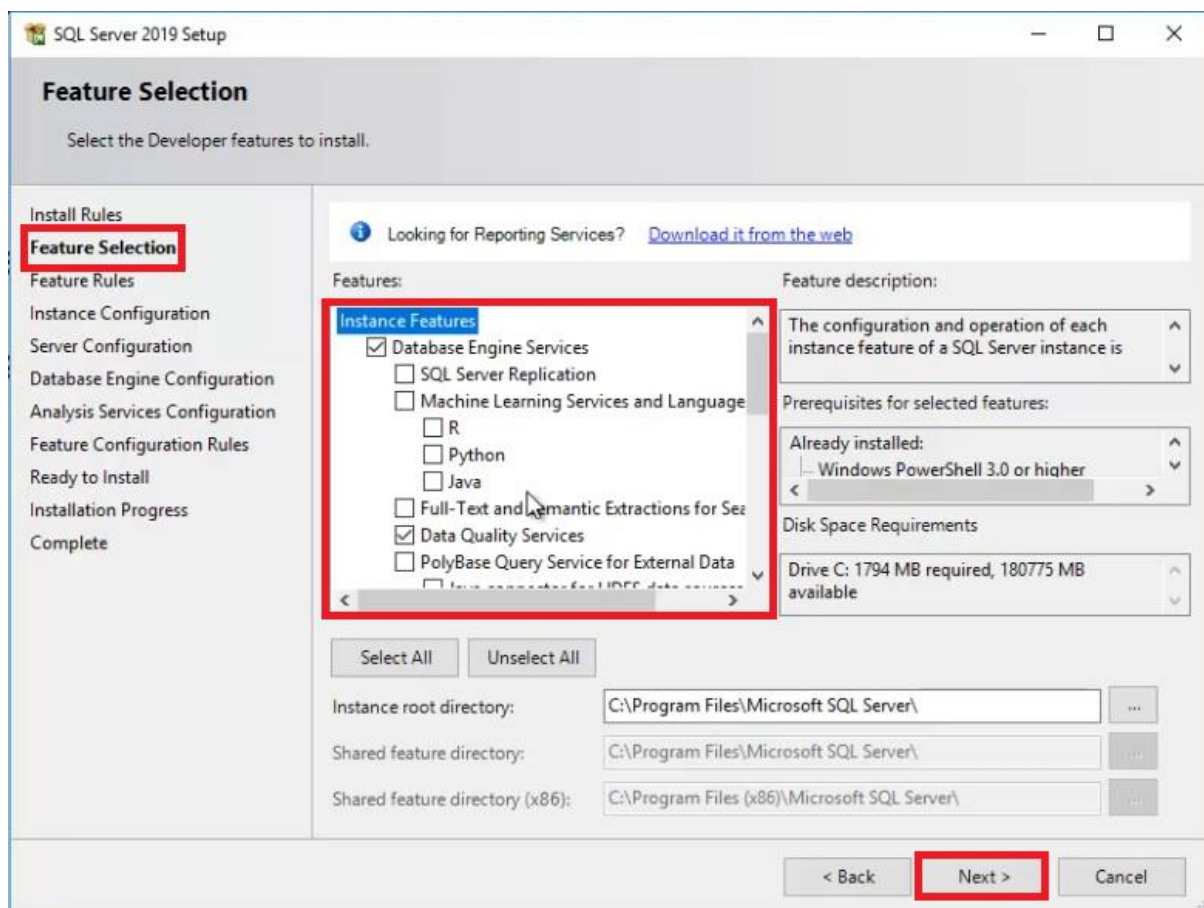 SQL Server 2019 Setup
Feature Selection
Select the Developer features to install.
Install Rules
Feature Selection
Feature Rules
Instance Configuration
Server Configuration
Database Engine Configuration
Analysis Services Configuration
Feature Configuration Rules
Ready to Install
Installation Progress
Complete
Looking for Reporting Services? Download it from the web
Features:
Instance Features
Database Engine Services
SQL Server Replication
Machine Learning Services and Language
R
Python
Java
Full-Text and Semantic Extractions for Sea
Data Quality Services
PolyBase Query Service for External Data
Feature description:
The configuration and operation of each
instance feature of a SQL Server instance is
Prerequisites for selected features:
Already installed:
Windows PowerShell 3.0 or higher
Disk Space Requirements
Drive C: 1794 MB required, 180775 MB
available
Select All
Unselect All
Instance root directory:
C:\Program Files\Microsoft SQL Server\
...
Shared feature directory:
C:\Program Files\Microsoft SQL Server\
...
Shared feature directory (x86):
C:\Program Files (x86)\Microsoft SQL Server\
...
< Back
Next >
Cancel